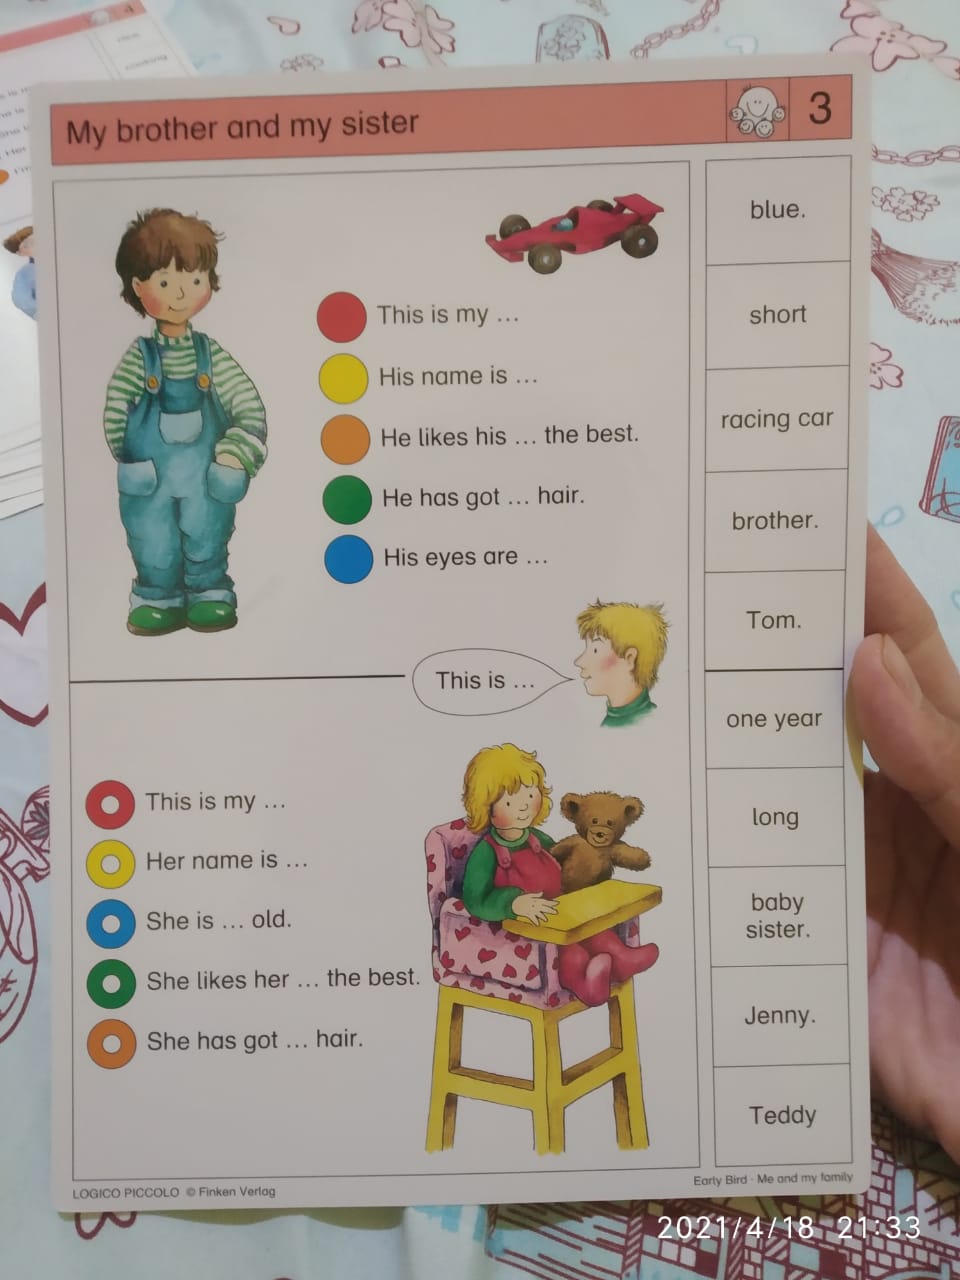 My brother and my sister
3
This is my ...
His name is ...
He likes his ... the best.
He has got ... hair.
His eyes are ...
This is ...
This is my ...
Her name is ...
She is ... old.
She likes her ... the best.
She has got ... hair.
blue.
short
racing car
brother.
Tom.
one year
long
baby
sister.
Jenny.
Teddy
LOGICO PICCOLO © Finken Verlag
Early Bird · Me and my family
2021/4/18 21:33